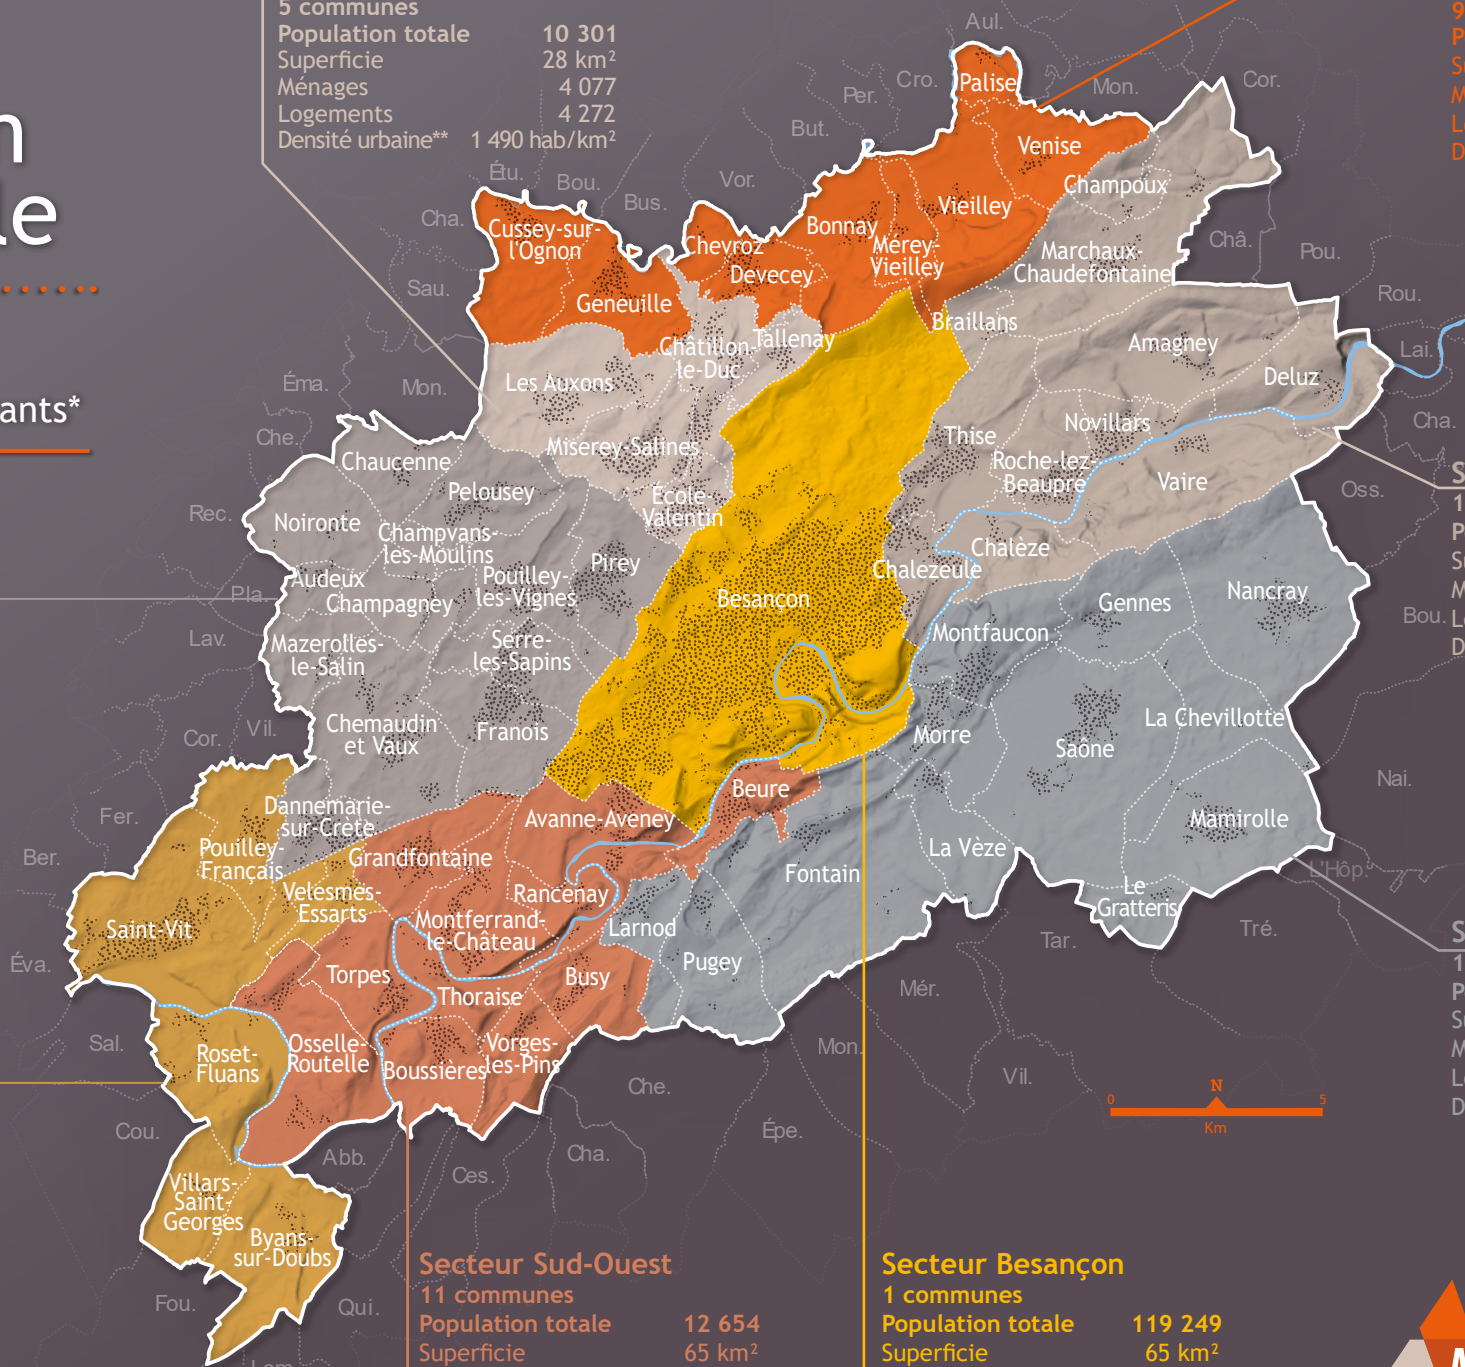 5 communes
Population totale 10 301
Superficie 28 km²
Ménages 4 077
Logements 4 272
Densité urbaine** 1 490 hab/km²
n
le
ants*
Aul.
Cro.
Per.
Mon.
Cor.
But.
Palise
Venise
Étu.
Bou.
Bus.
Vor.
Cha.
Champoux
Vieilley
Bonnay
Cussey-sur-
l'Ognon
Chevroz
Mérey-
Vieilley
Châ.
Pou.
Marchaux-
Chaudefontaine
Devecey
Sau.
Geneuille
Rou.
Braillans
Tallenay
Châtillon-
le-Duc
Amagney
Lai.
Deluz
Éma.
Mon.
Les Auxons
Novillars
Cha.
Che.
Miserey-Salines
Thise
Chaucenne
Roche-lez-
Beaupré
Vaire
Pelousey
École-
Valentin
Oss.
Rec.
Noironte
Champvans-
les-Moulins
Chalèze
Chalezeule
Pirey
Audeux
Pouilley-
les-Vignes
Pla.
Champagney
Besançon
Gennes
Nancray
Bou.
Lav.
Mazerolles-
le-Salin
Serre-
les-Sapins
Montfaucon
Vil.
Cor.
Chemaudin
et Vaux
Franois
Morre
La Chevillotte
Saône
Nai.
Beure
Fer.
Dannemarie-
sur-Crète
Avanne-Aveney
Mamirolle
Ber.
Pouilley-
Français
Grandfontaine
La Vèze
Fontain
L'Hôp.
Velesmes-
Essarts
Rancenay
Le
Gratteris
Saint-Vit
Montferrand-
le-Château
Larnod
Tar.
Tré.
Éva.
Torpes
Busy
Pugey
Mér.
Thoraise
Sal.
Roset-
Fluans
Osselle-
Routelle
Boussières
Vorges-
les-Pins
Mon.
Vil.
Che.
N
0 5
Km
Cou.
Abb.
Ces.
Cha.
Épe.
Villars-
Saint-
Georges
Byans-
sur-Doubs
Fou.
Qui.
Secteur Sud-Ouest
11 communes
Population totale 12 654
Superficie 65 km²
Secteur Besançon
1 communes
Population totale 119 249
Superficie 65 km²